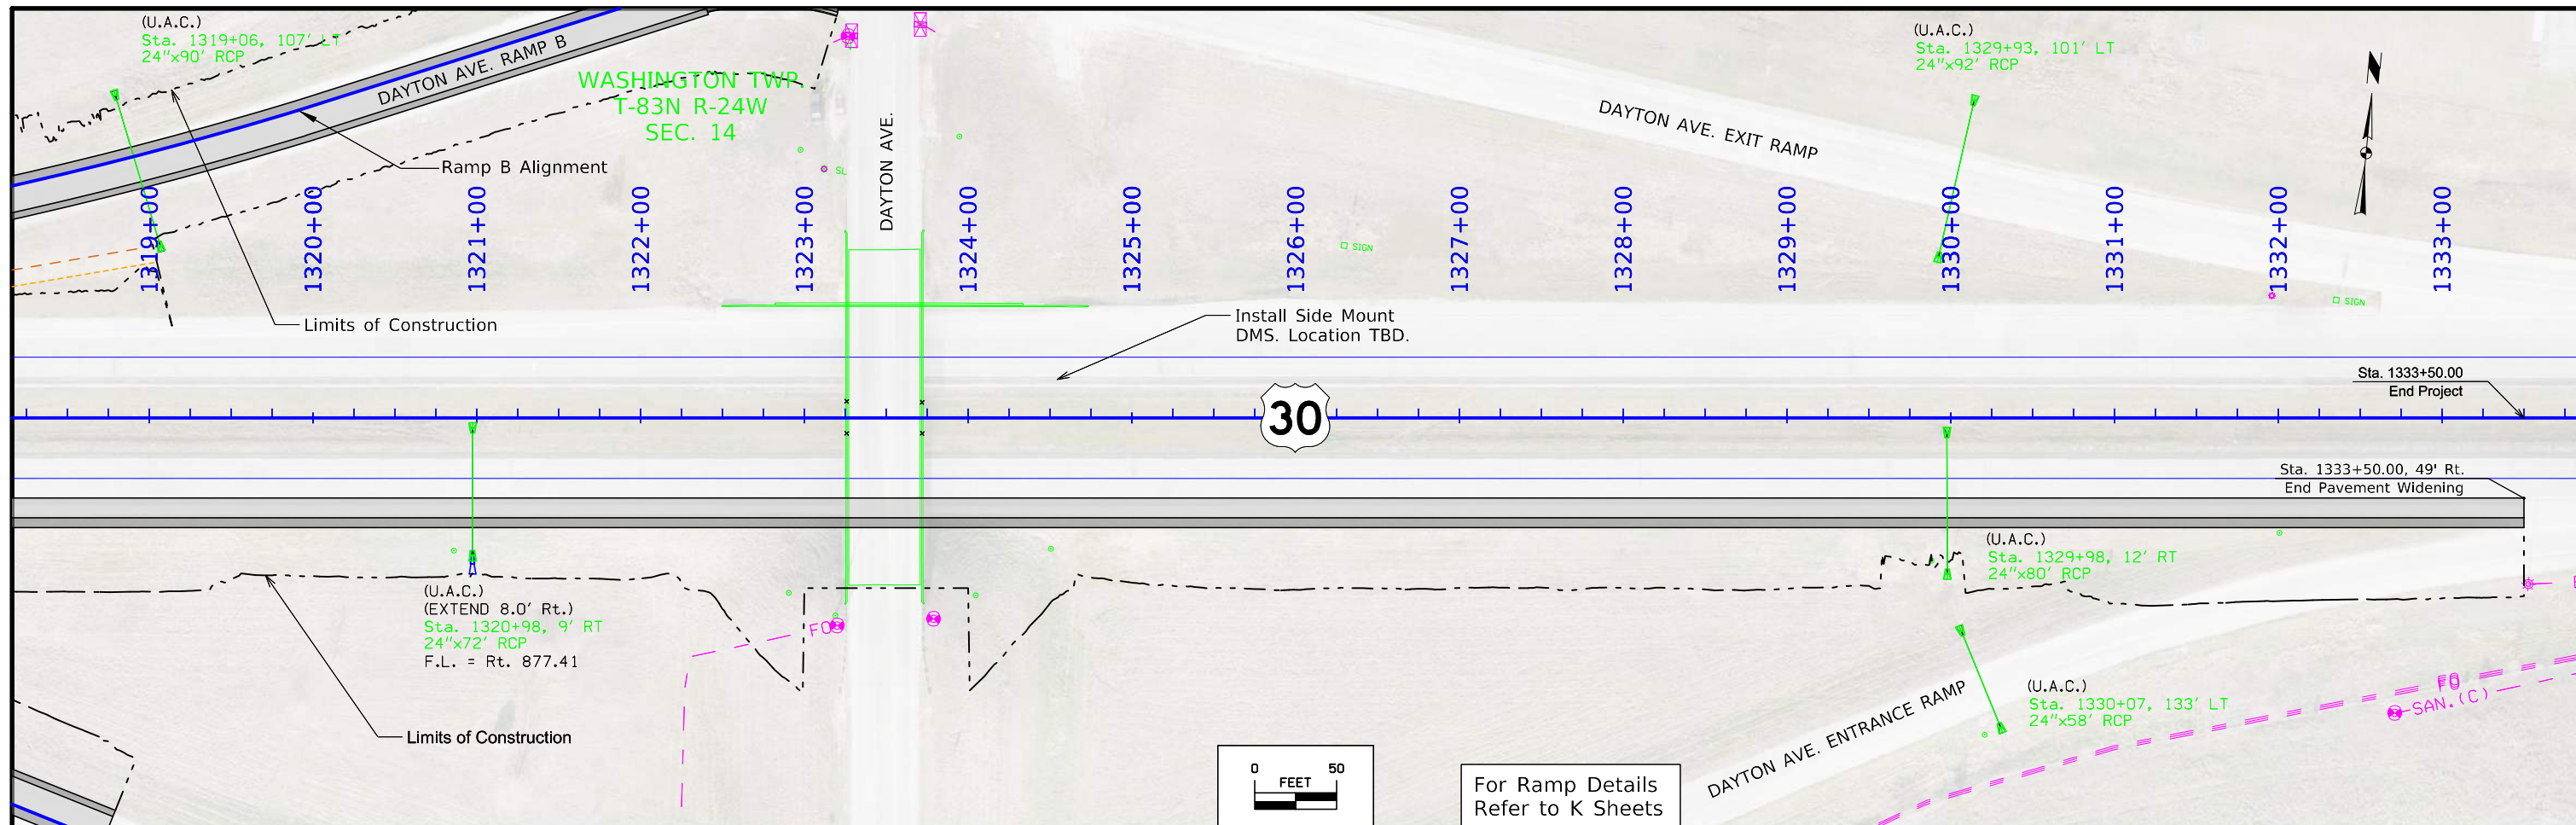 (U.A.C.)
Sta. 1319+06, 107' LT
24"x90' RCP
DAYTON AVE. RAMP B
WASHINGTON TWP
T-83N R-24W
SEC. 14
Ramp B Alignment
Limits of Construction
SL
DAYTON AVE.
(U.A.C.)
Sta. 1329+93, 101' LT
24"x92' RCP
DAYTON AVE. EXIT RAMP
N
1319+00
1320+00
1321+00
1322+00
1323+00
1324+00
1325+00
1326+00
1327+00
1328+00
1329+00
1330+00
1331+00
1332+00
1333+00
SIGN
SIGN
Install Side Mount
DMS. Location TBD.
Sta. 1333+50.00
End Project
30
Sta. 1333+50.00, 49' Rt.
End Pavement Widening
(U.A.C.)
(EXTEND 8.0' Rt.)
Sta. 1320+98, 9' RT
24"x72' RCP
F.L. = Rt. 877.41
FO
(U.A.C.)
Sta. 1329+98, 12' RT
24"x80' RCP
Limits of Construction
(U.A.C.)
Sta. 1330+07, 133' LT
24"x58' RCP
DAYTON AVE. ENTRANCE RAMP
FO
FO
SAN.(C)
0 50
FEET
For Ramp Details
Refer to K Sheets